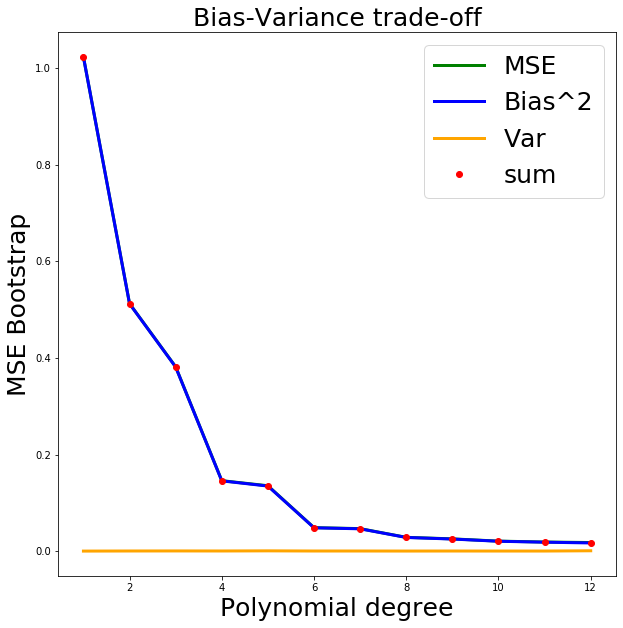 Bias-Variance trade-off
MSE
Bias^2
Var
sum
MSE Bootstrap
1.0
0.8
0.6
0.4
0.2
0.0
2 4 6 8 10 12
Polynomial degree